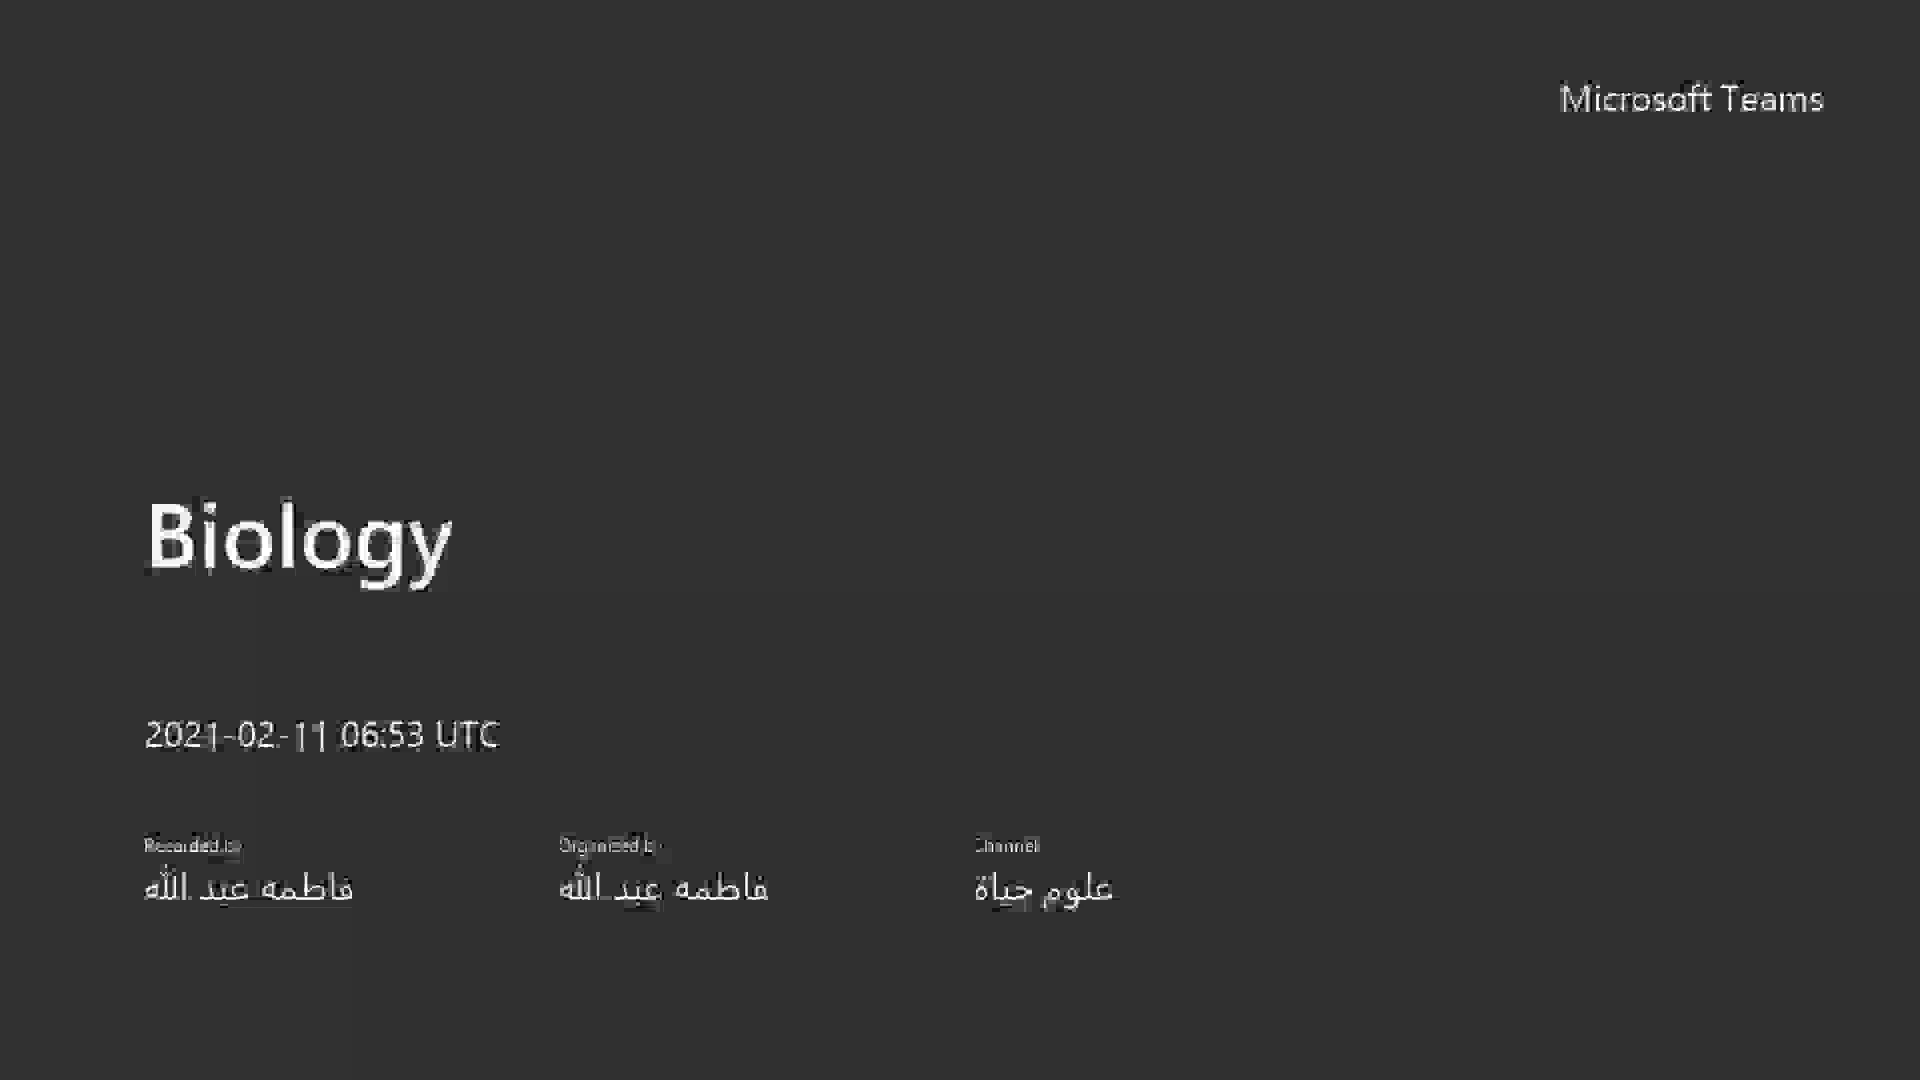 Microsoft Teams
Biology
2021-02-11 06:53 UTC
Recorded by
Organized by
Channel
فاطمه عبد الله
فاطمه عبد الله
علوم حياة